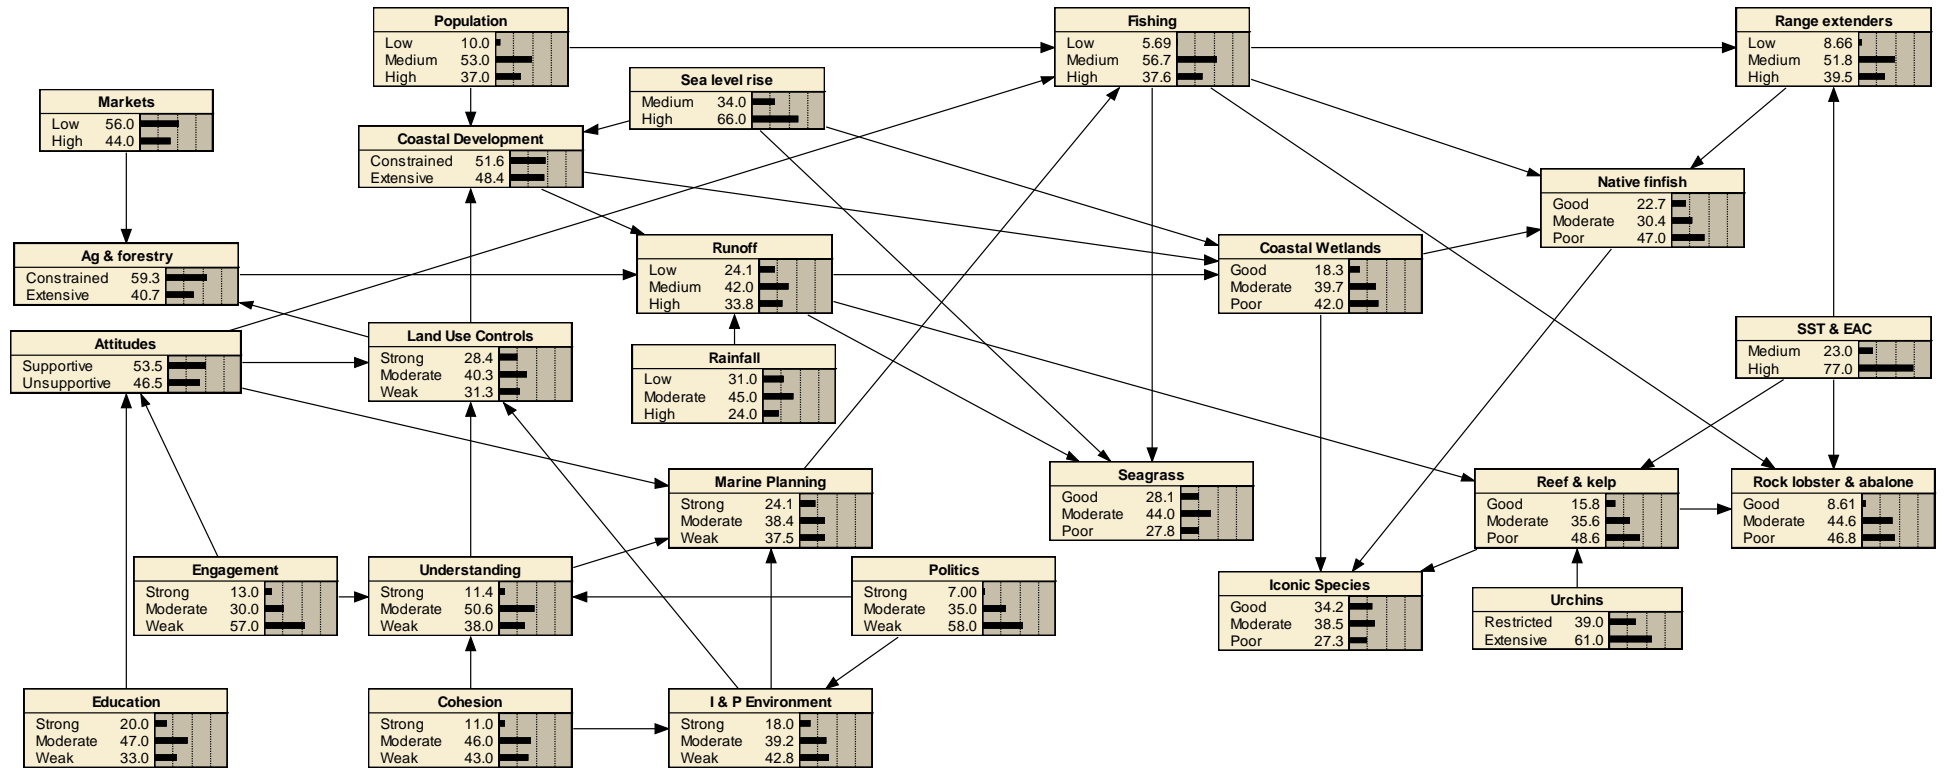 Population
Low 10.0
Medium 53.0
High 37.0
Fishing
Low 5.69
Medium 56.7
High 37.6
Range extenders
Low 8.66
Medium 51.8
High 39.5
Sea level rise
Medium 34.0
High 66.0
Markets
Low 56.0
High 44.0
Coastal Development
Constrained 51.6
Extensive 48.4
Native finfish
Good 22.7
Moderate 30.4
Poor 47.0
Ag & forestry
Constrained 59.3
Extensive 40.7
Runoff
Low 24.1
Medium 42.0
High 33.8
Coastal Wetlands
Good 18.3
Moderate 39.7
Poor 42.0
Attitudes
Supportive 53.5
Unsupportive 46.5
Land Use Controls
Strong 28.4
Moderate 40.3
Weak 31.3
Rainfall
Low 31.0
Moderate 45.0
High 24.0
SST & EAC
Medium 23.0
High 77.0
Marine Planning
Strong 24.1
Moderate 38.4
Weak 37.5
Seagrass
Good 28.1
Moderate 44.0
Poor 27.8
Reef & kelp
Good 15.8
Moderate 35.6
Poor 48.6
Rock lobster & abalone
Good 8.61
Moderate 44.6
Poor 46.8
Engagement
Strong 13.0
Moderate 30.0
Weak 57.0
Understanding
Strong 11.4
Moderate 50.6
Weak 38.0
Politics
Strong 7.00
Moderate 35.0
Weak 58.0
Iconic Species
Good 34.2
Moderate 38.5
Poor 27.3
Urchins
Restricted 39.0
Extensive 61.0
Education
Strong 20.0
Moderate 47.0
Weak 33.0
Cohesion
Strong 11.0
Moderate 46.0
Weak 43.0
I & P Environment
Strong 18.0
Moderate 39.2
Weak 42.8